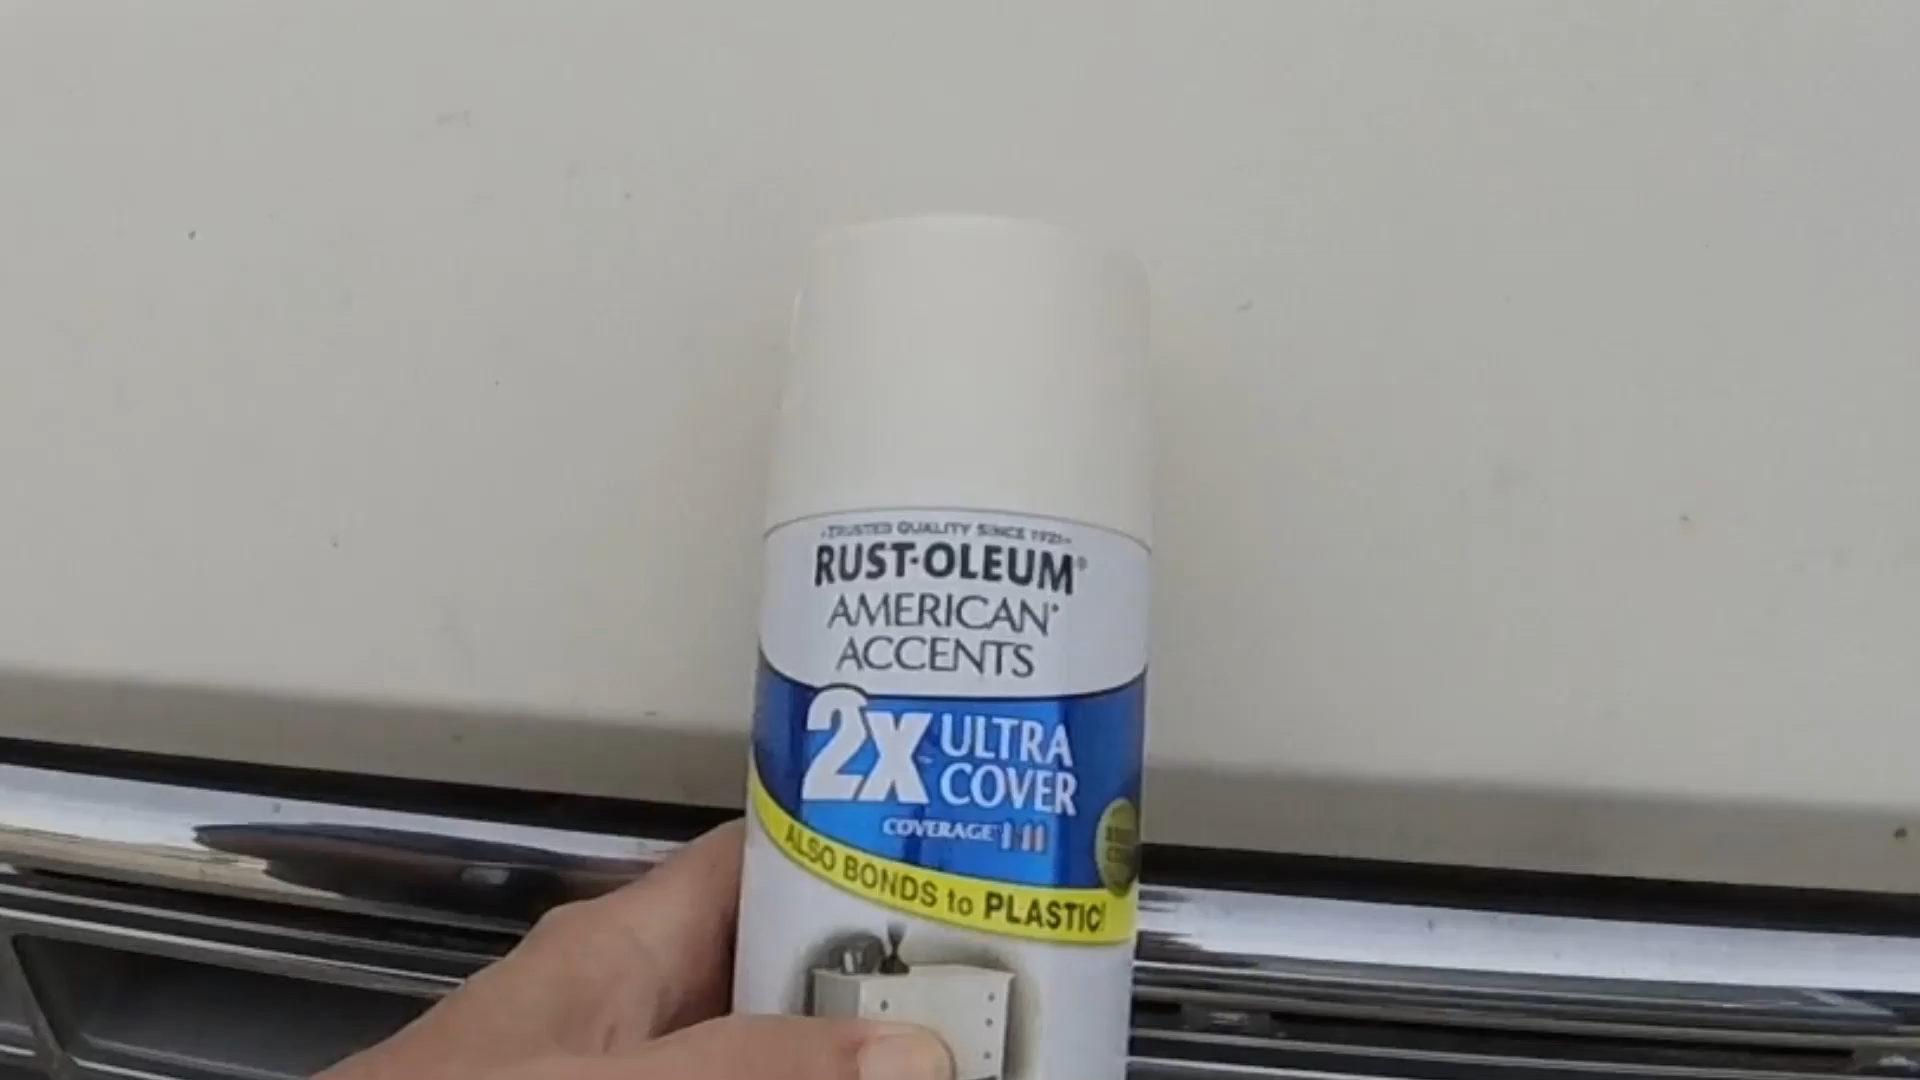 TRUSTED QUALITY SINCE 1921
RUST-OLEUM®
AMERICAN
ACCENTS
2X ULTRA
COVER
COVERAGE
ALSO BONDS to PLASTIC!